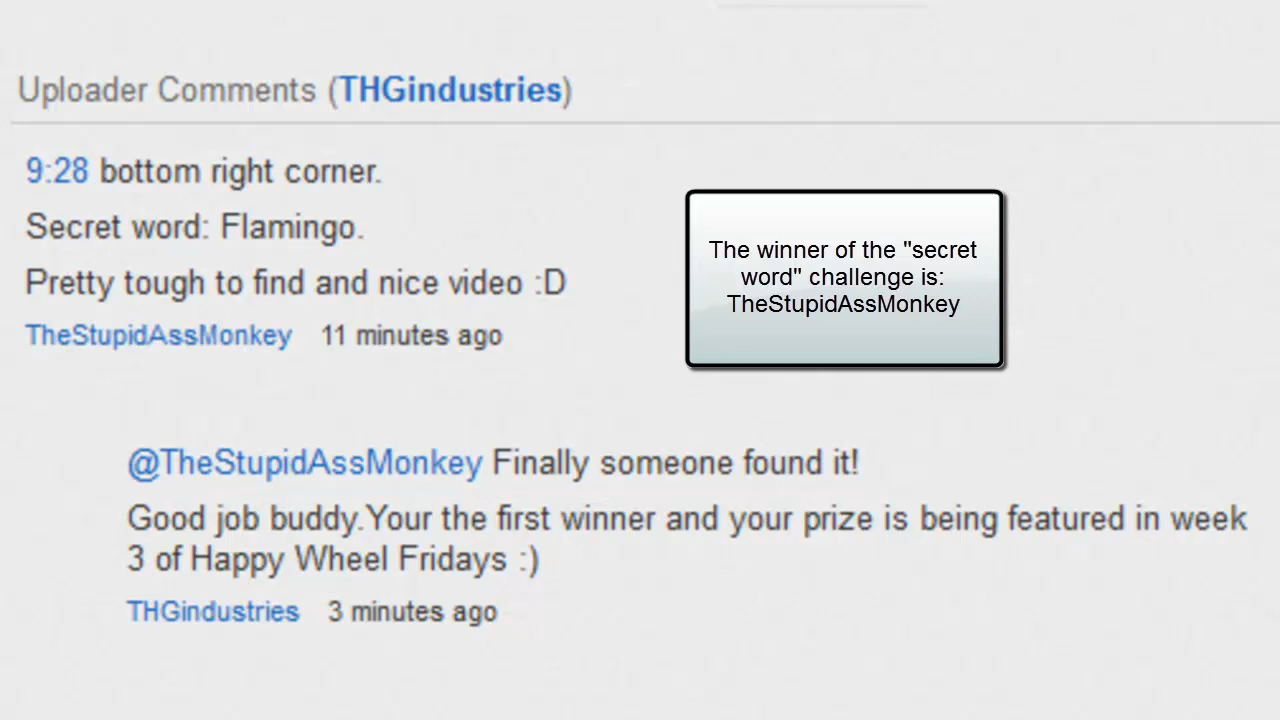 Uploader Comments (THGindustries)
9:28 bottom right corner.
Secret word: Flamingo.
Pretty tough to find and nice video :D
TheStupidAssMonkey 11 minutes ago
The winner of the "secret
word" challenge is:
TheStupidAssMonkey
@TheStupidAssMonkey Finally someone found it!
Good job buddy.Your the first winner and your prize is being featured in week
3 of Happy Wheel Fridays :)
THGindustries 3 minutes ago